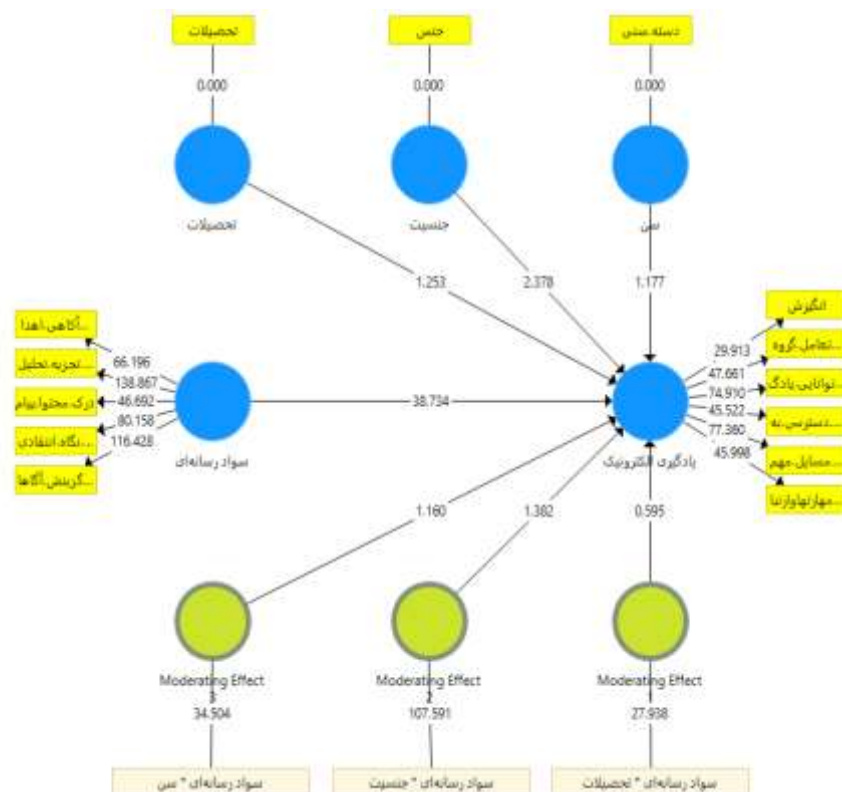 تحصیلات
جنس
دسته.سنی
0.000
0.000
0.000
تحصیلات
جنسیت
سن
1.253
2.378
1.177
آگاهی.اهدا...
تجزیه.تحلیل...
درک.محتوا.پیام
نگاه.انتقادی...
گزینش.آگاها...
66.196
138.867
46.692
80.158
116.428
سواد رسانه‌ای
38.734
یادگیری الکترونیک
29.913
47.661
74.910
45.522
77.360
45.998
انگیزش
تعامل.گروه...
توانایی.یادگ...
دسترسی.به...
مسایل.مهم...
مهارتهاوارتبا...
1.160
1.382
0.595
Moderating Effect
3
Moderating Effect
2
Moderating Effect
34.504
107.591
27.938
سواد رسانه‌ای * سن
سواد رسانه‌ای * جنسیت
سواد رسانه‌ای * تحصیلات